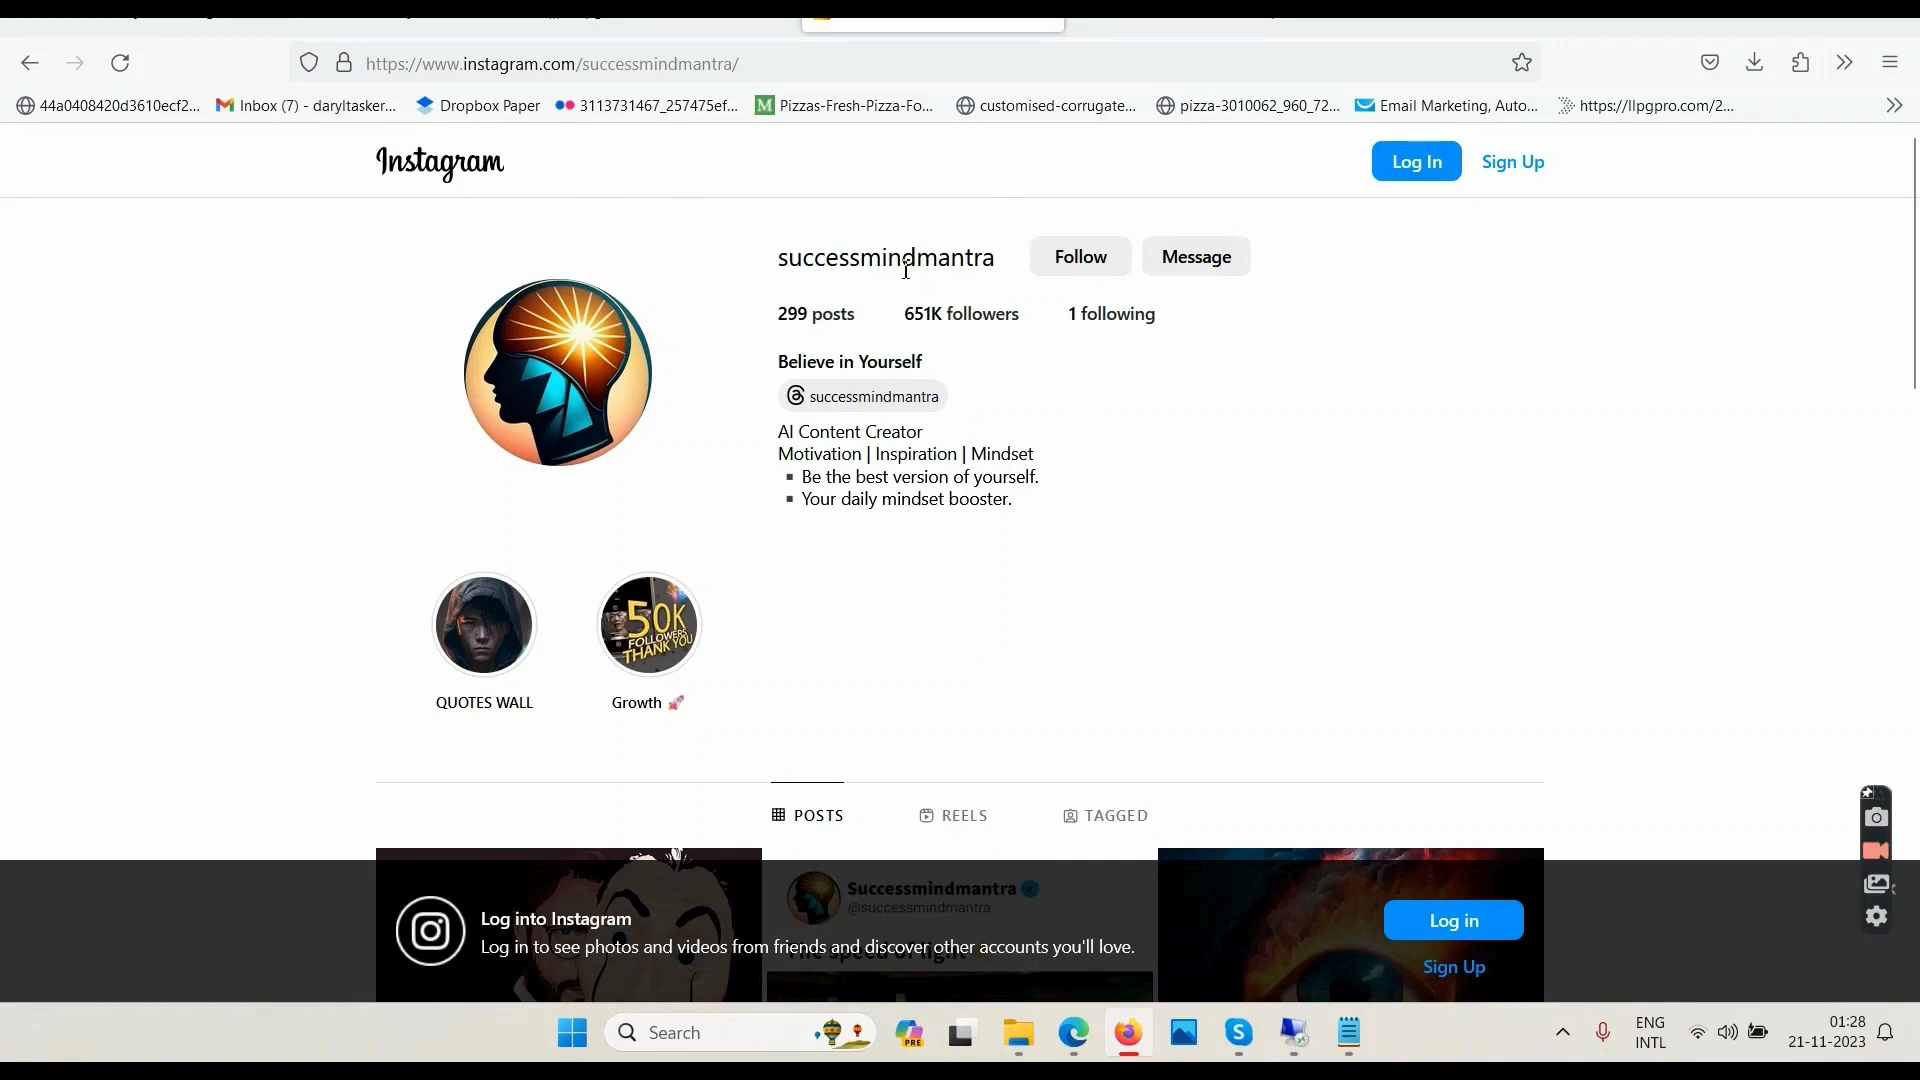 https://www.instagram.com/successmindmantra/
44a0408420d3610ecf2... Inbox (7) - daryltasker... Dropbox Paper 3113731467_257475ef... Pizzas-Fresh-Pizza-Fo... customised-corrugate... pizza-3010062_960_72... Email Marketing, Auto... https://llpgpro.com/2...
Instagram
Log In Sign Up
successmindmantra Follow Message
299 posts 651K followers 1 following
Believe in Yourself
successmindmantra
AI Content Creator
Motivation | Inspiration | Mindset
▪ Be the best version of yourself.
▪ Your daily mindset booster.
50K
FOLLOWERS
THANK YOU
QUOTES WALL Growth 🚀
POSTS REELS TAGGED
Successmindmantra
@successmindmantra
The speed of light
Log into Instagram
Log in to see photos and videos from friends and discover other accounts you'll love.
Log in
Sign Up
Search
PRE
ENG
INTL
01:28
21-11-2023